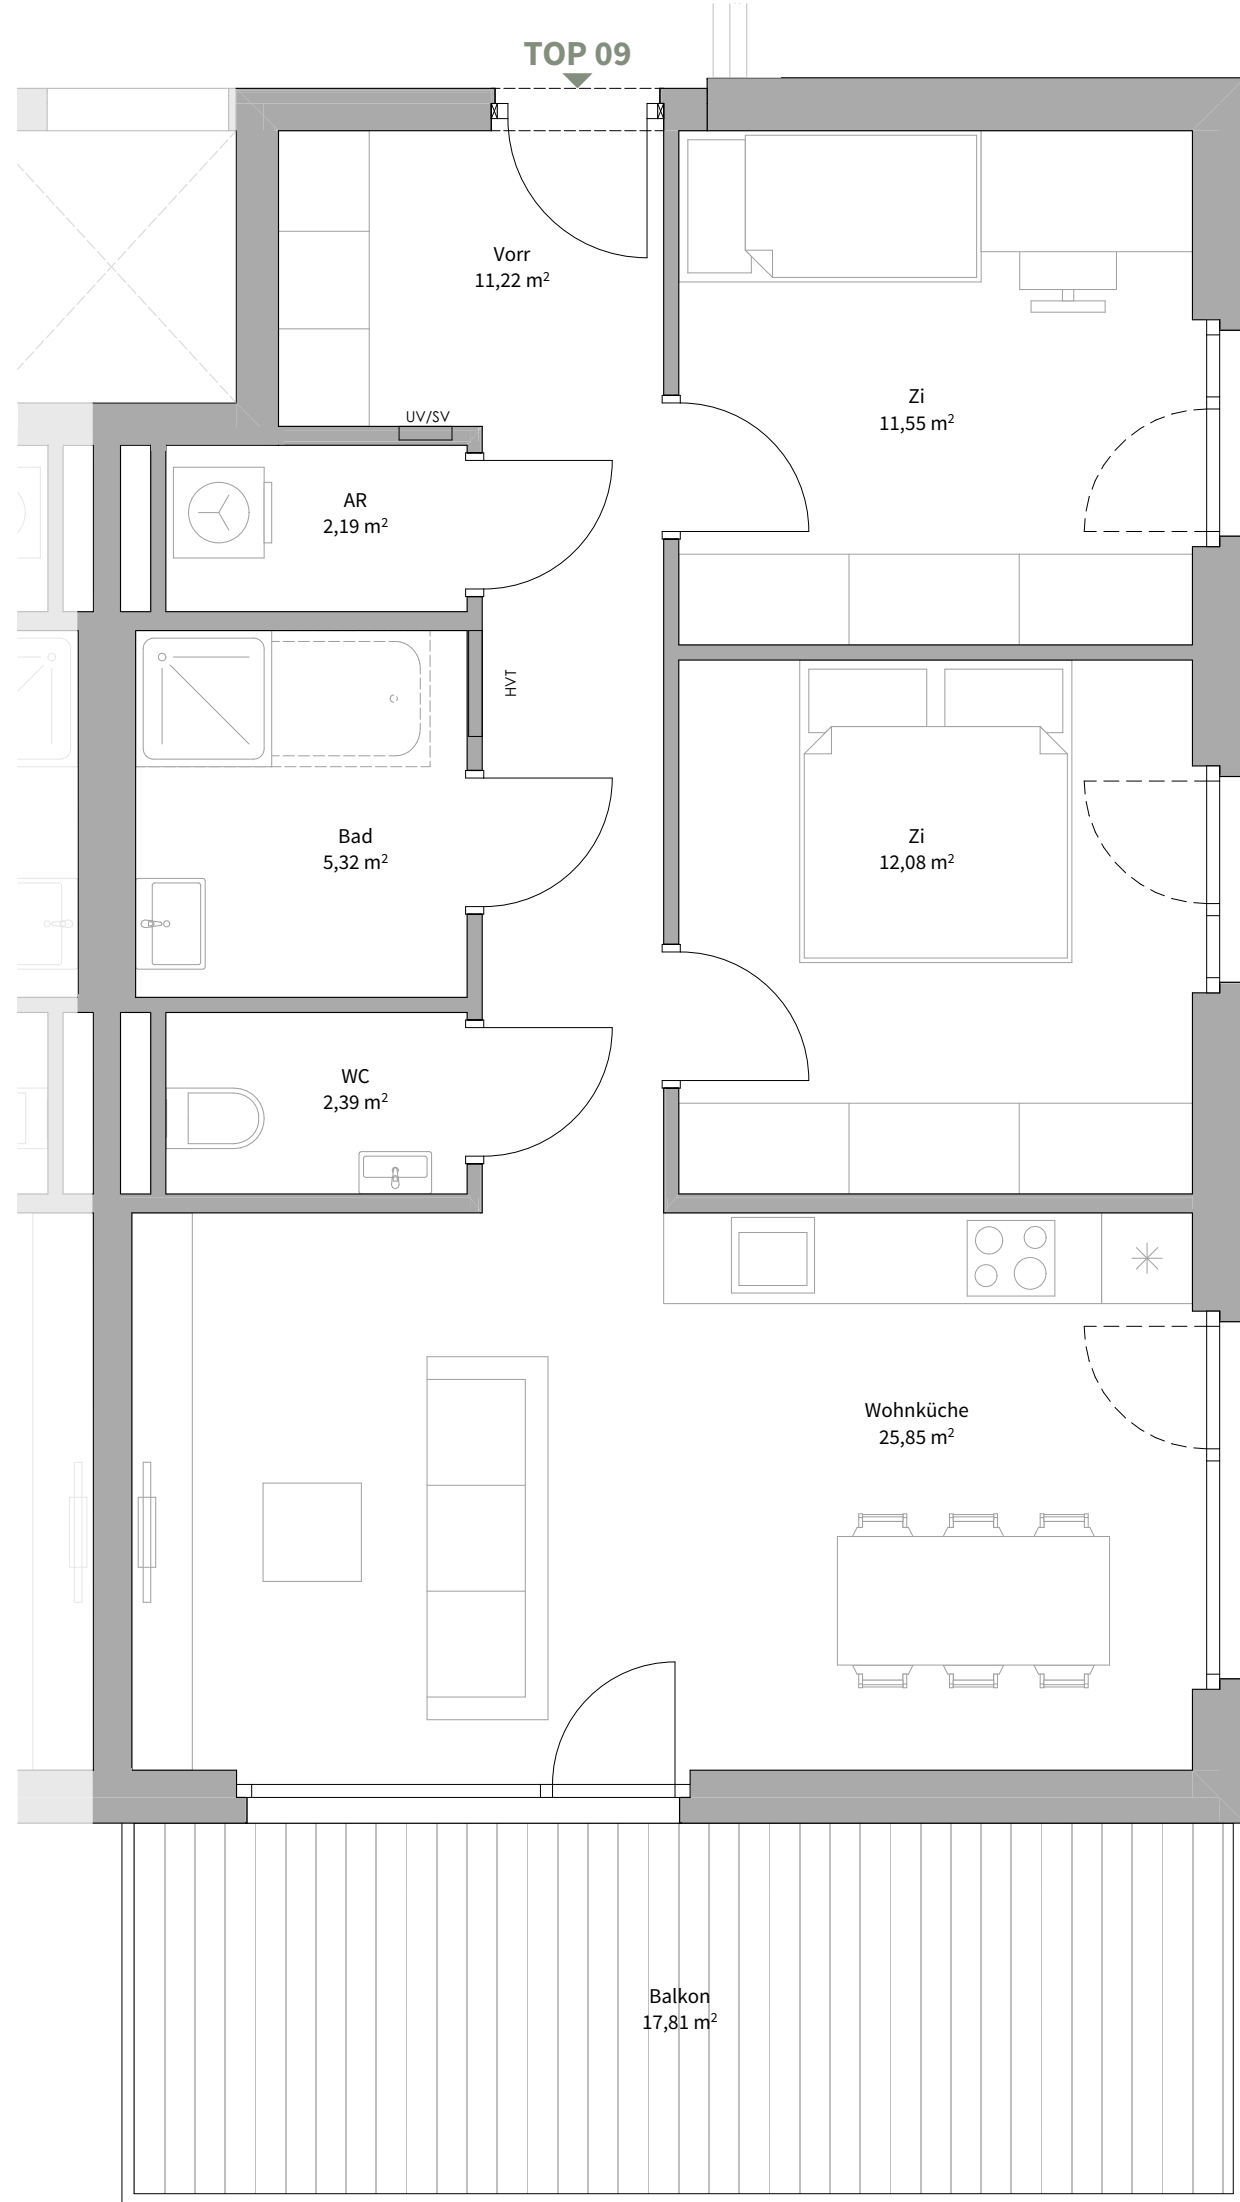 TOP 09
Vorr
11,22 m²
Zi
11,55 m²
UV/SV
AR
2,19 m²
HVT
Bad
5,32 m²
Zi
12,08 m²
WC
2,39 m²
Wohnküche
25,85 m²
Balkon
17,81 m²